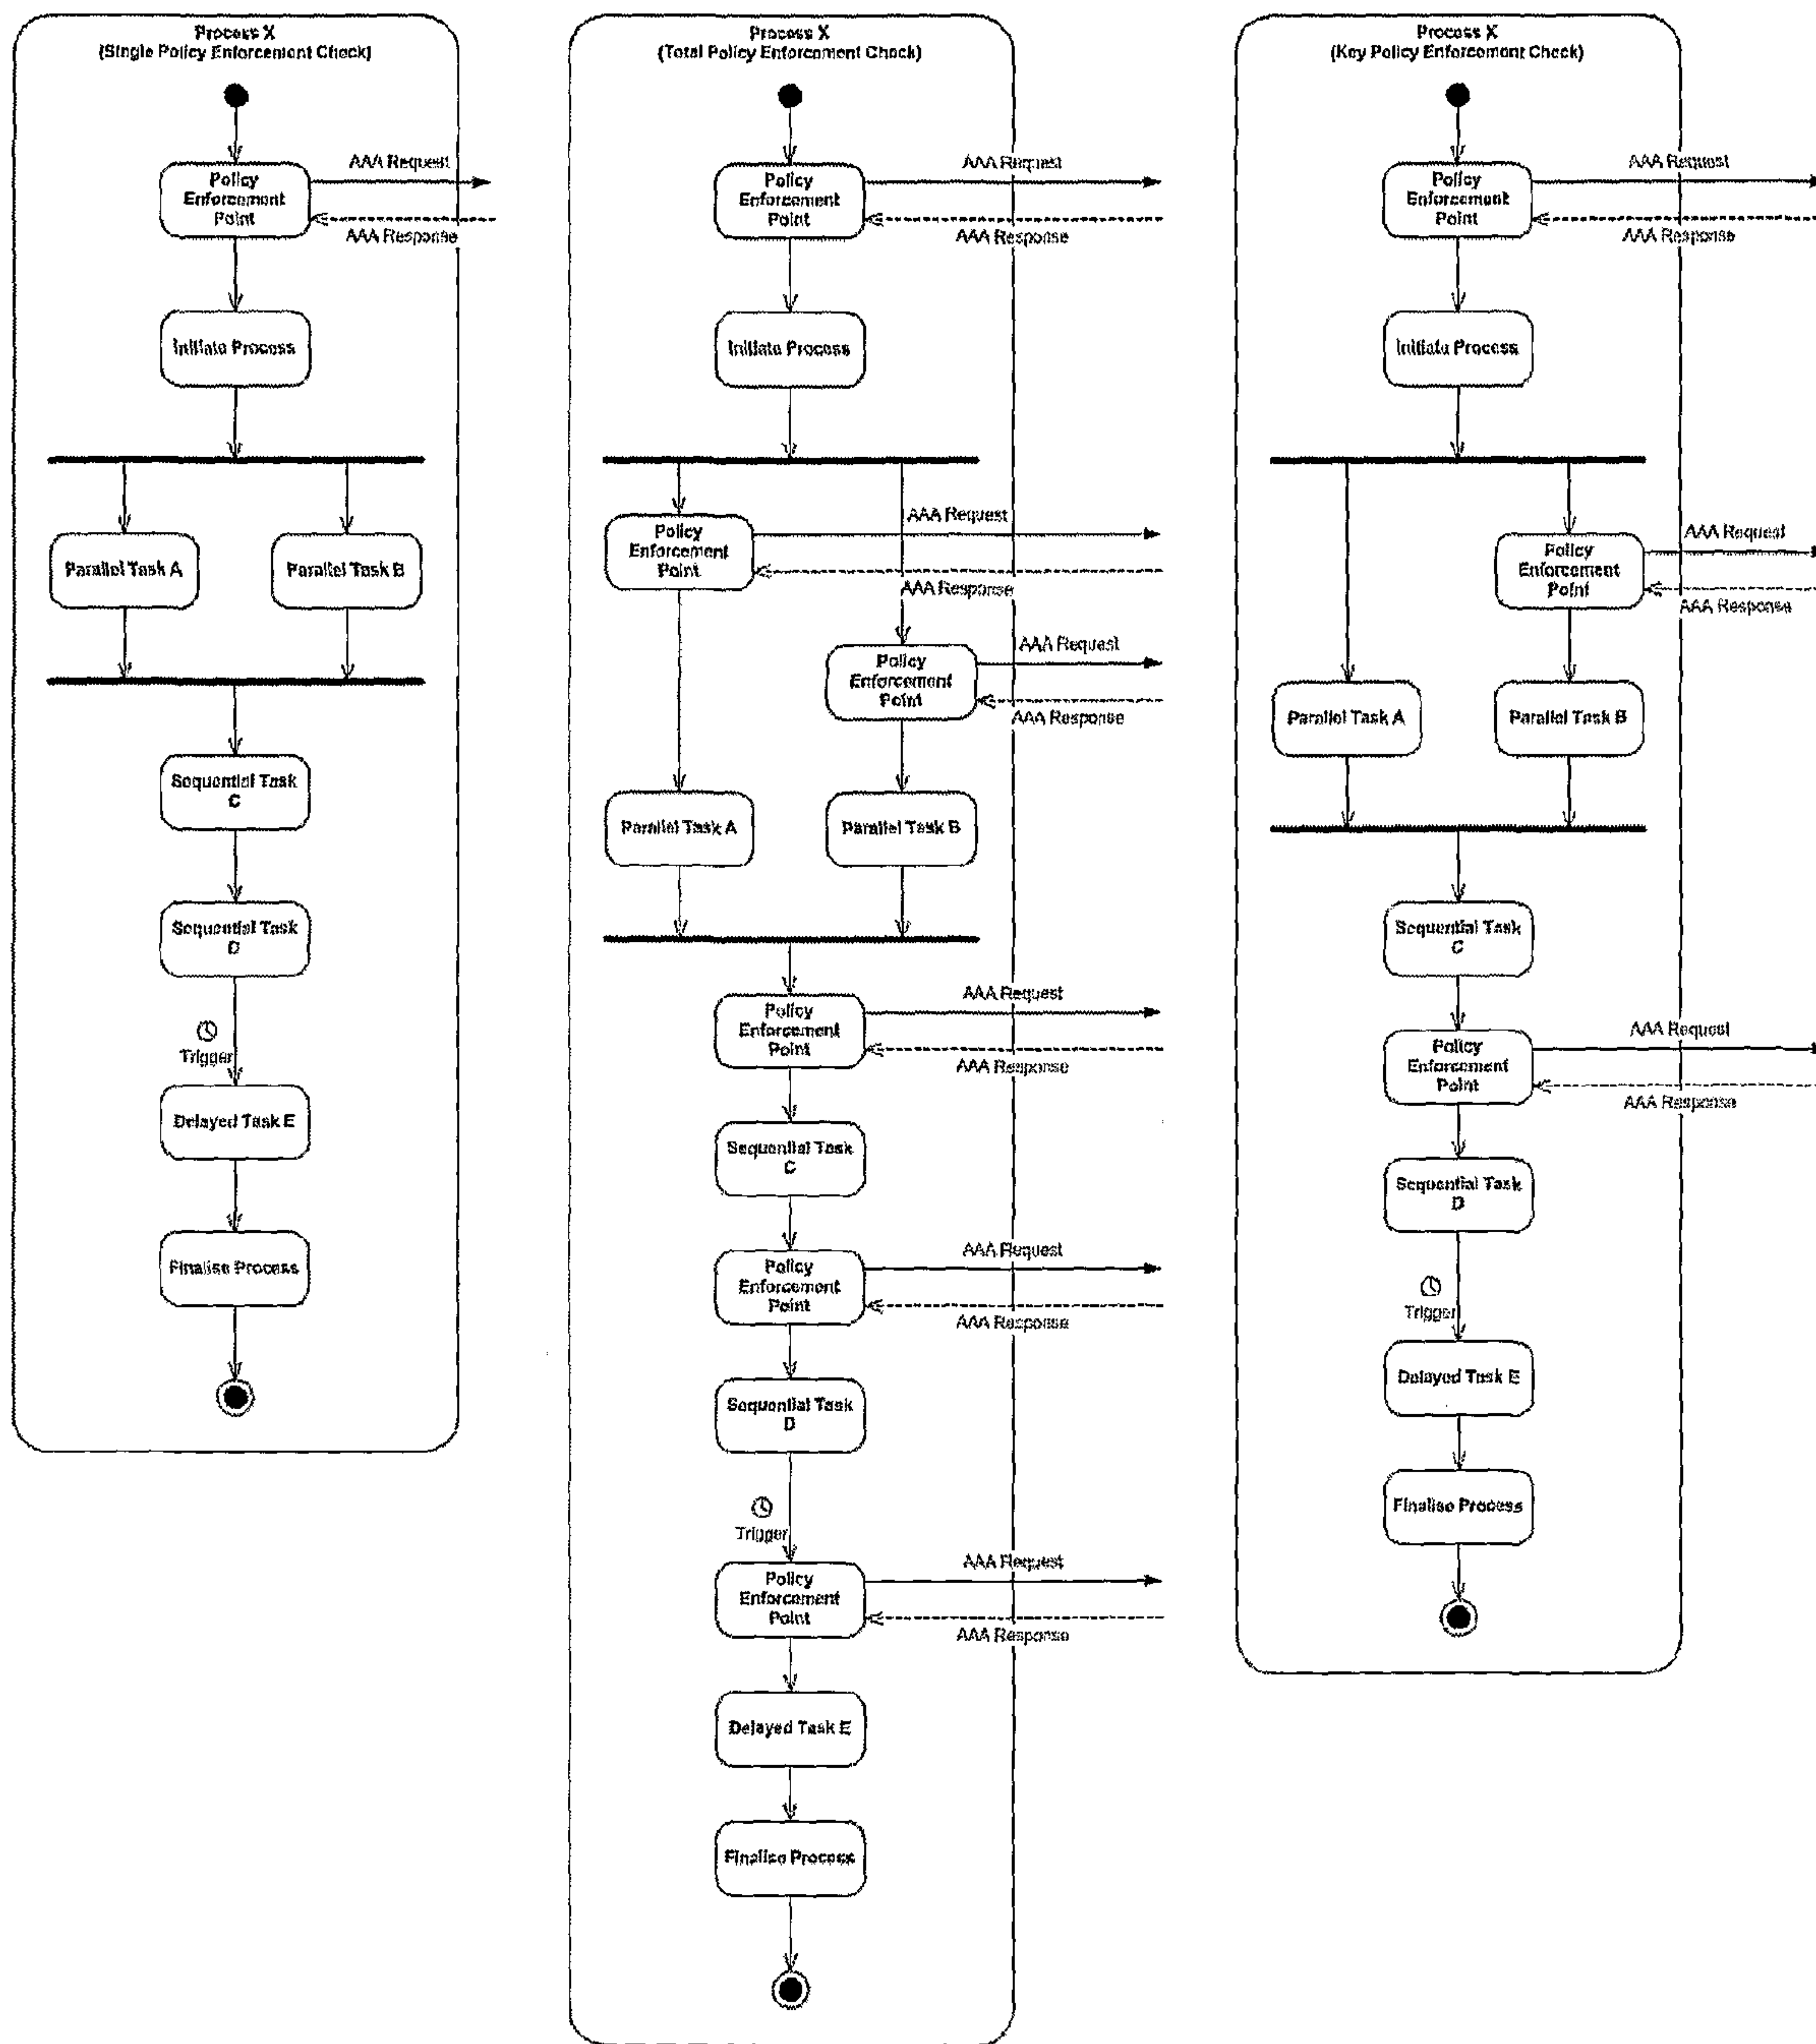 Process X
(Single Policy Enforcement Check)
Policy
Enforcement
Point
AAA Request
AAA Response
Initiate Process
Parallel Task A
Parallel Task B
Sequential Task
C
Sequential Task
D
Trigger
Delayed Task E
Finalise Process
Process X
(Total Policy Enforcement Check)
Policy
Enforcement
Point
AAA Request
AAA Response
Initiate Process
Policy
Enforcement
Point
AAA Request
AAA Response
Policy
Enforcement
Point
AAA Request
AAA Response
Parallel Task A
Parallel Task B
Policy
Enforcement
Point
AAA Request
AAA Response
Sequential Task
C
Policy
Enforcement
Point
AAA Request
AAA Response
Sequential Task
D
Trigger
Policy
Enforcement
Point
AAA Request
AAA Response
Delayed Task E
Finalise Process
Process X
(Key Policy Enforcement Check)
Policy
Enforcement
Point
AAA Request
AAA Response
Initiate Process
Policy
Enforcement
Point
AAA Request
AAA Response
Parallel Task A
Parallel Task B
Sequential Task
C
Policy
Enforcement
Point
AAA Request
AAA Response
Sequential Task
D
Trigger
Delayed Task E
Finalise Process